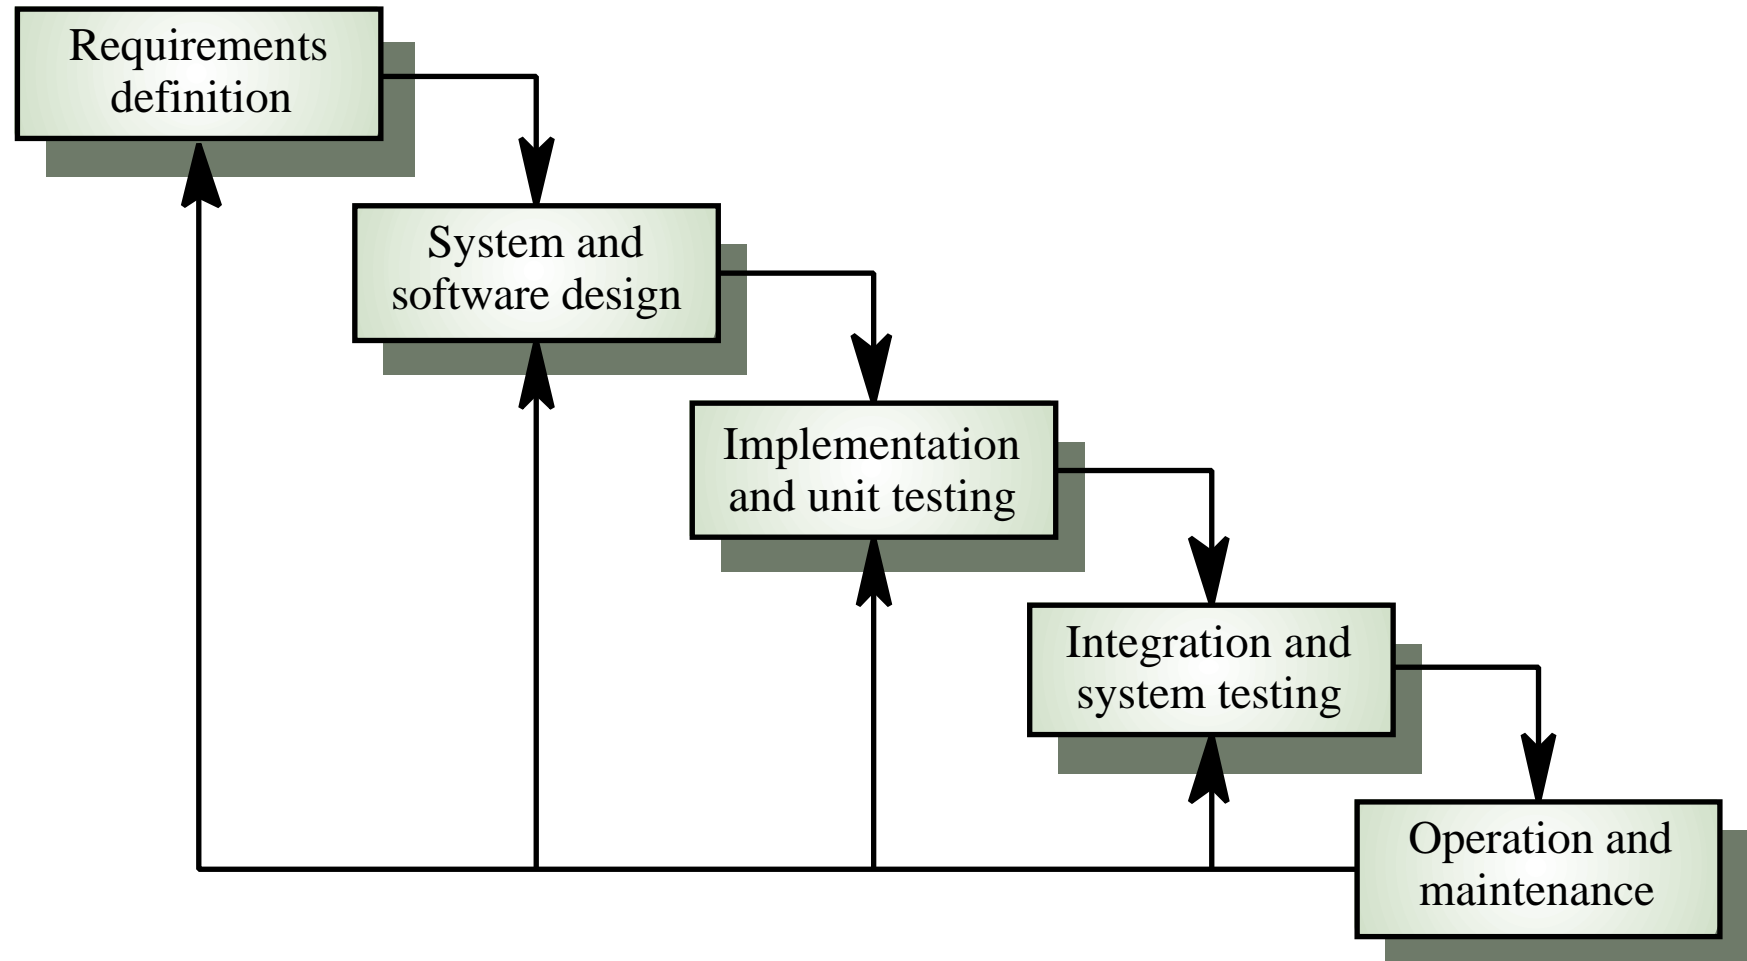 Requirements
definition
System and
software design
Implementation
and unit testing
Integration and
system testing
Operation and
maintenance